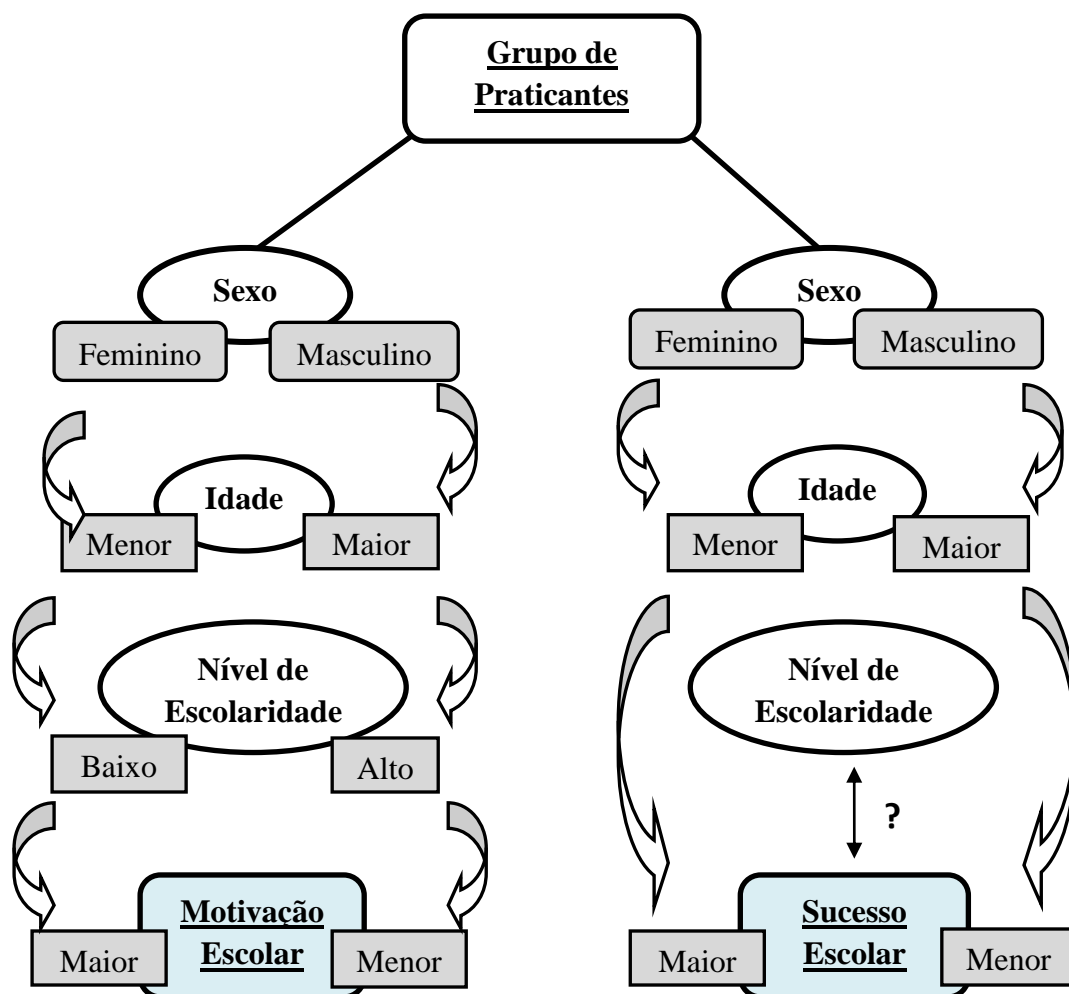 Grupo de
Praticantes
Sexo
Feminino
Masculino
Idade
Menor
Maior
Nível de
Escolaridade
Baixo
Alto
Motivação
Escolar
Maior
Menor
Sexo
Feminino
Masculino
Idade
Menor
Maior
Nível de
Escolaridade
?
Sucesso
Escolar
Maior
Menor